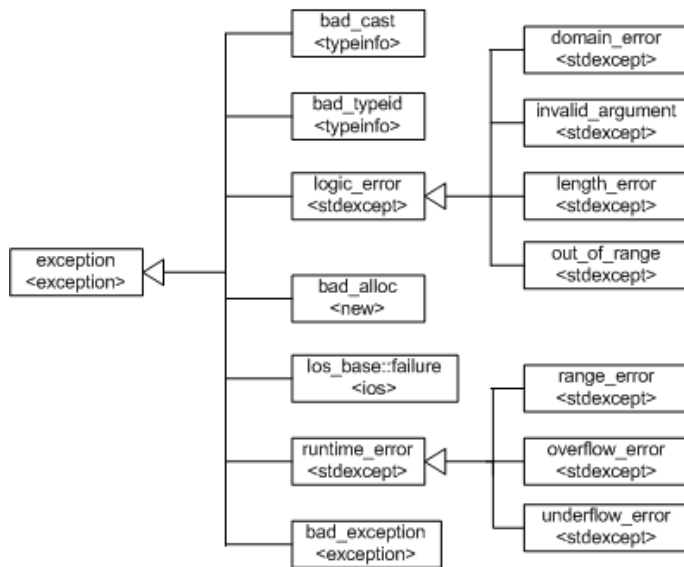 bad_cast
<typeinfo>
domain_error
<stdexcept>
bad_typeid
<typeinfo>
invalid_argument
<stdexcept>
logic_error
<stdexcept>
length_error
<stdexcept>
exception
<exception>
out_of_range
<stdexcept>
bad_alloc
<new>
Ios_base::failure
<ios>
range_error
<stdexcept>
runtime_error
<stdexcept>
overflow_error
<stdexcept>
bad_exception
<exception>
underflow_error
<stdexcept>